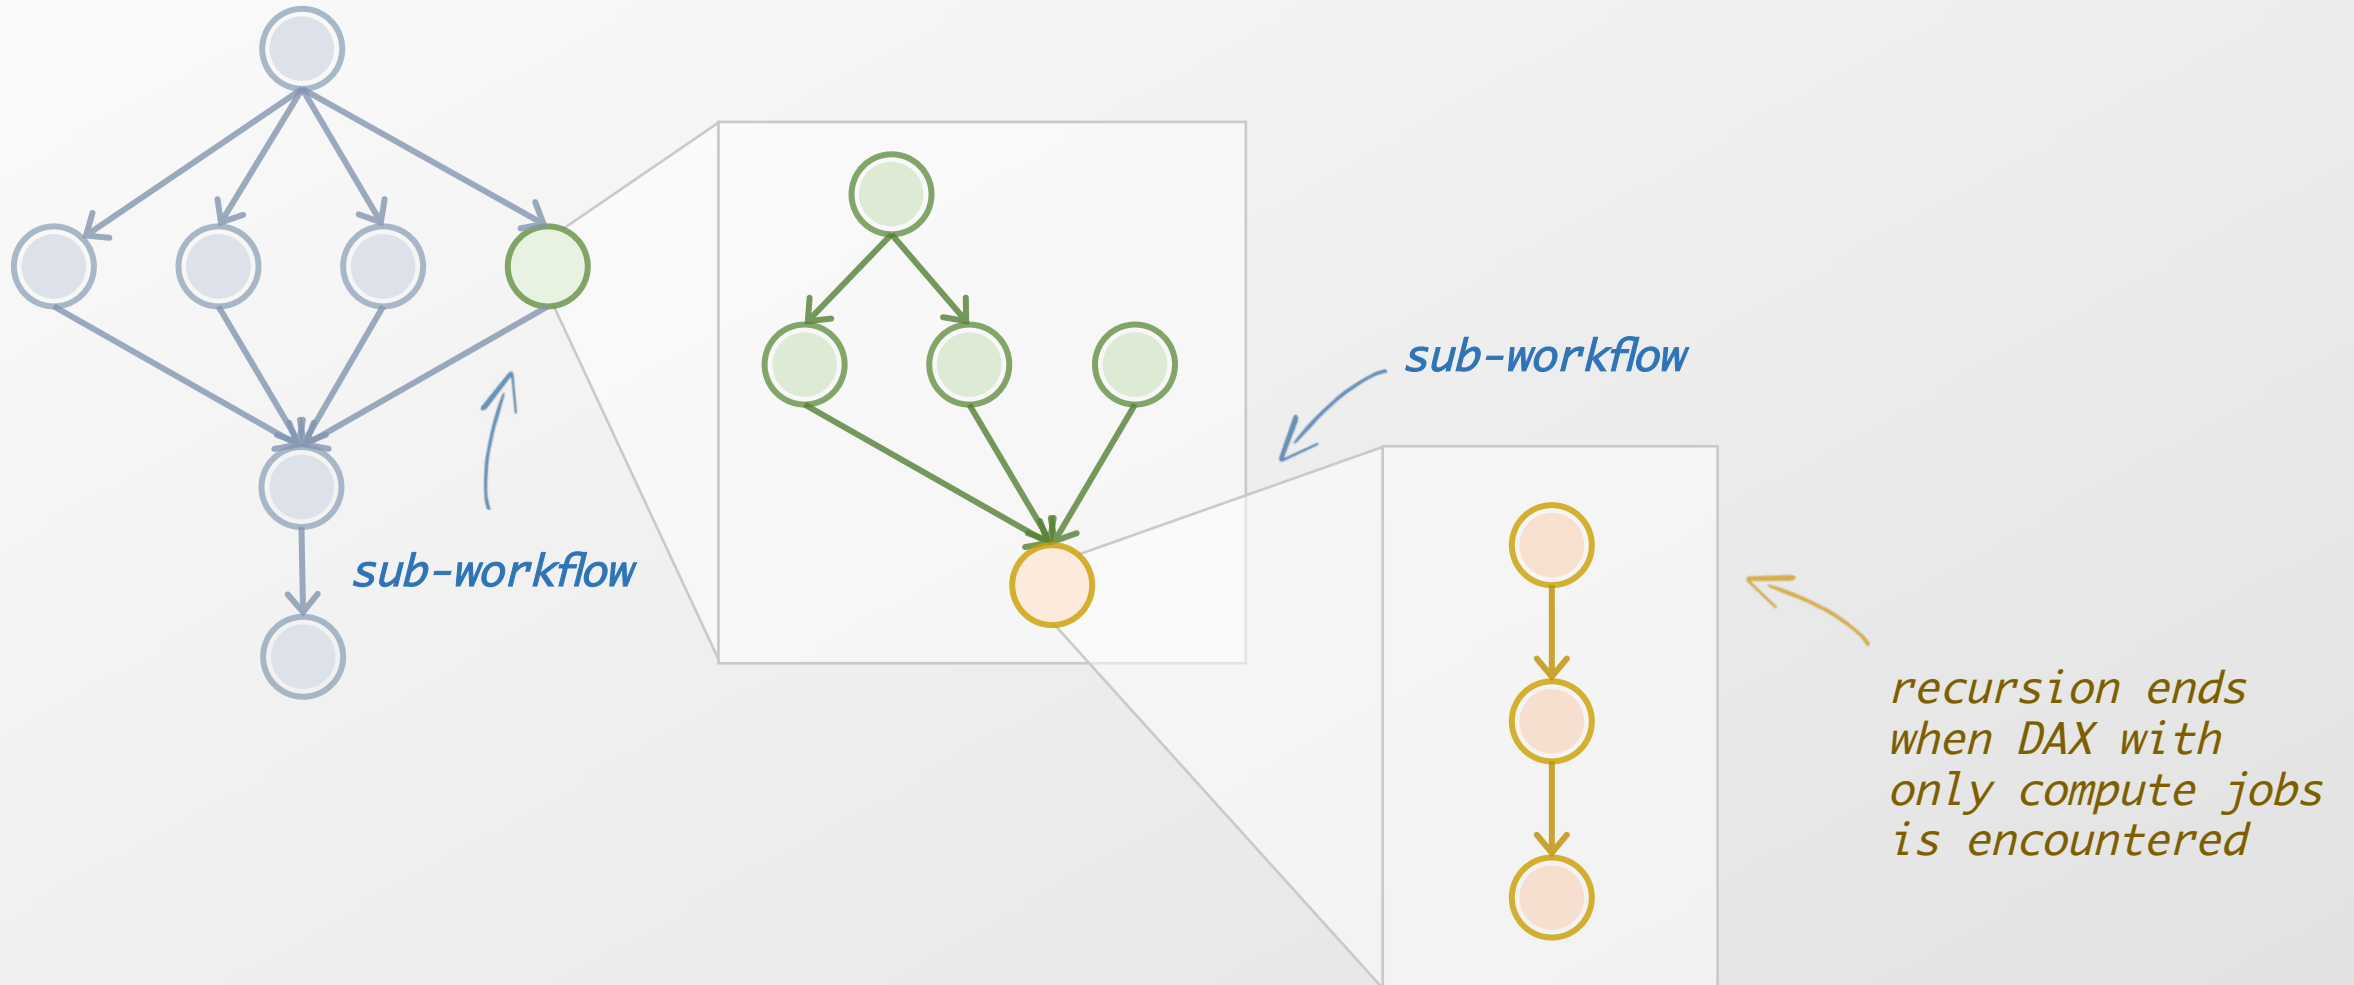 sub-workflow
sub-workflow
recursion ends
when DAX with
only compute jobs
is encountered